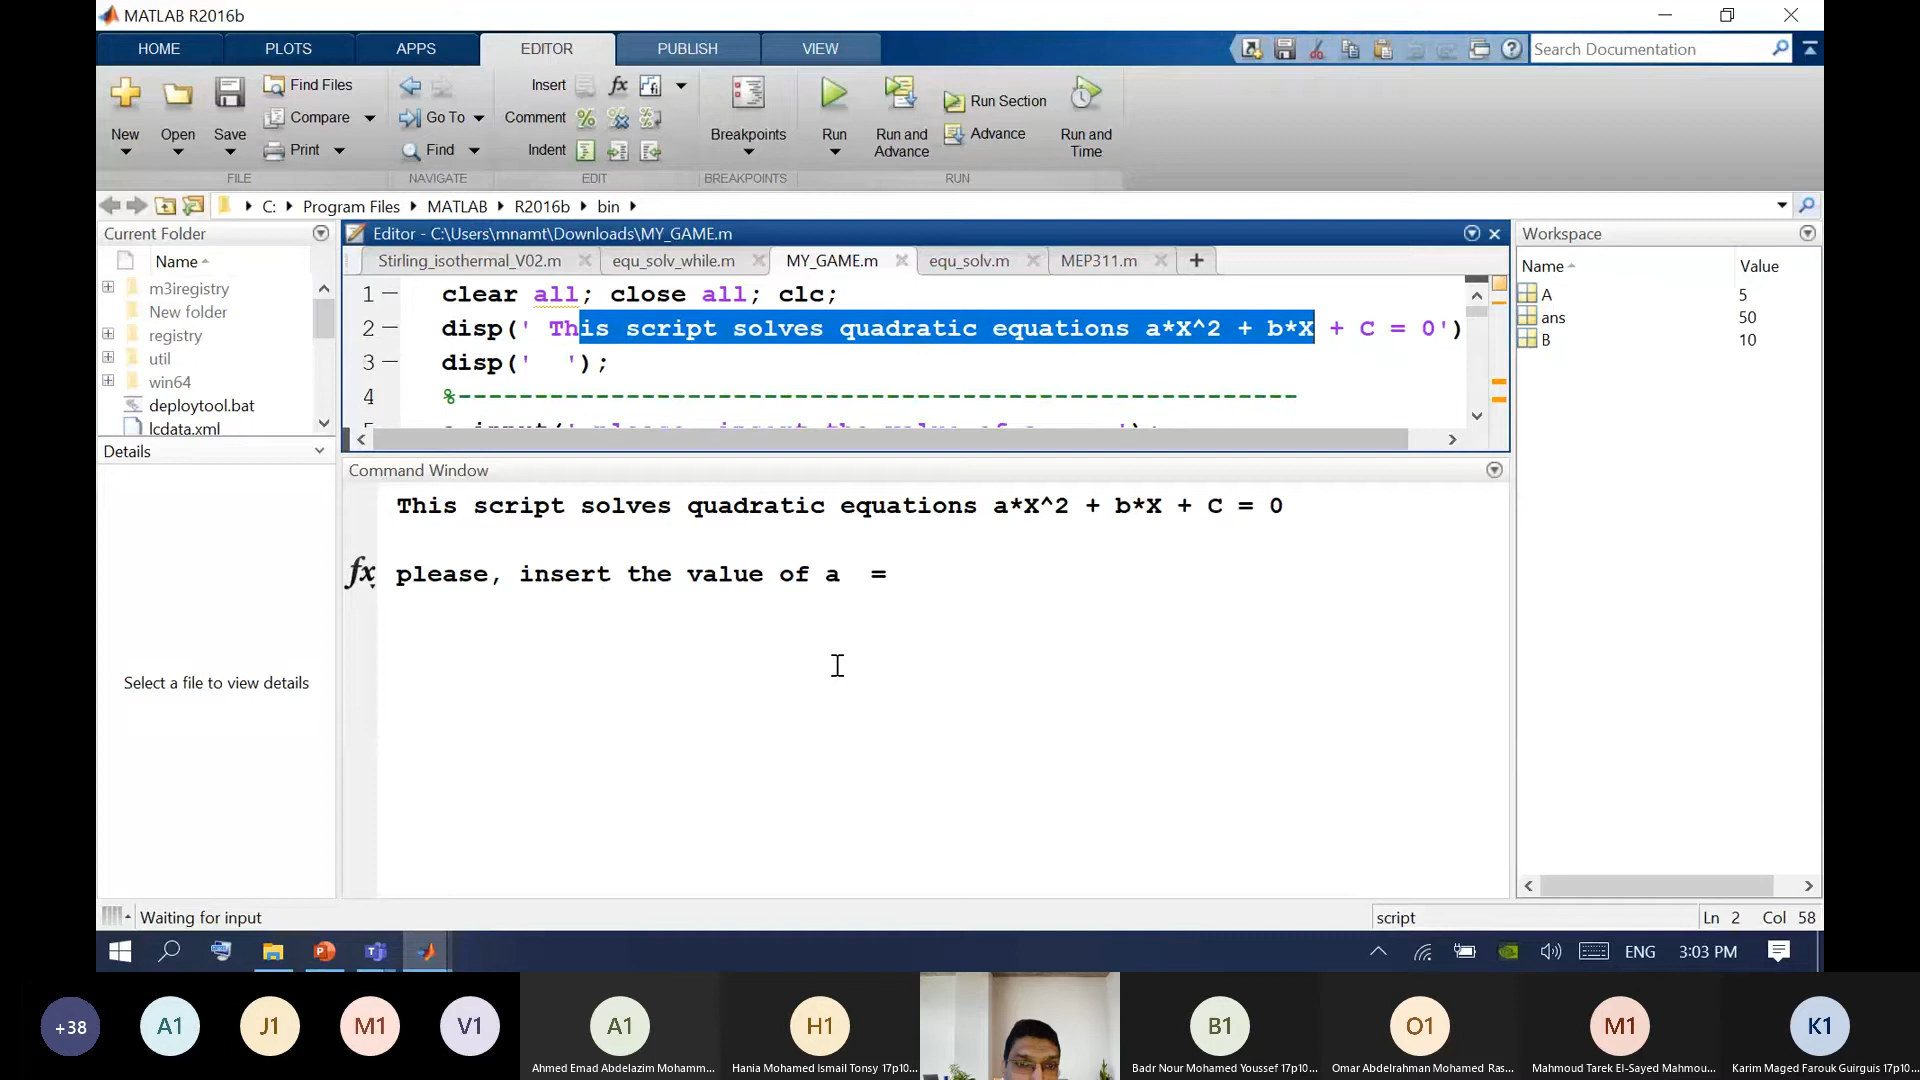 MATLAB R2016b
HOME PLOTS APPS EDITOR PUBLISH VIEW
Search Documentation
New Open Save
Find Files
Compare
Print
Go To
Find
Insert fx
Comment
Indent
Breakpoints
Run
Run and Advance
Run Section
Advance
Run and Time
FILE NAVIGATE EDIT BREAKPOINTS RUN
C: Program Files MATLAB R2016b bin
Current Folder
Name
m3iregistry
New folder
registry
util
win64
deploytool.bat
lcdata.xml
Details
Select a file to view details
Editor - C:\Users\mnamt\Downloads\MY_GAME.m
Stirling_isothermal_V02.m equ_solv_while.m MY_GAME.m equ_solv.m MEP311.m
1 clear all; close all; clc;
2 disp(' This script solves quadratic equations a*X^2 + b*X + C = 0')
3 disp('  ');
4 %-------------------------------------------------------
Command Window
This script solves quadratic equations a*X^2 + b*X + C = 0
fx please, insert the value of a  =
Workspace
Name Value
A 5
ans 50
B 10
Waiting for input
script Ln 2 Col 58
ENG 3:03 PM
+38 A1 J1 M1 V1 A1 H1 B1 O1 M1 K1
Ahmed Emad Abdelazim Mohamm... Hania Mohamed Ismail Tonsy 17p10... Badr Nour Mohamed Youssef 17p10... Omar Abdelrahman Mohamed Ras... Mahmoud Tarek El-Sayed Mahmou... Karim Maged Farouk Guirguis 17p10...